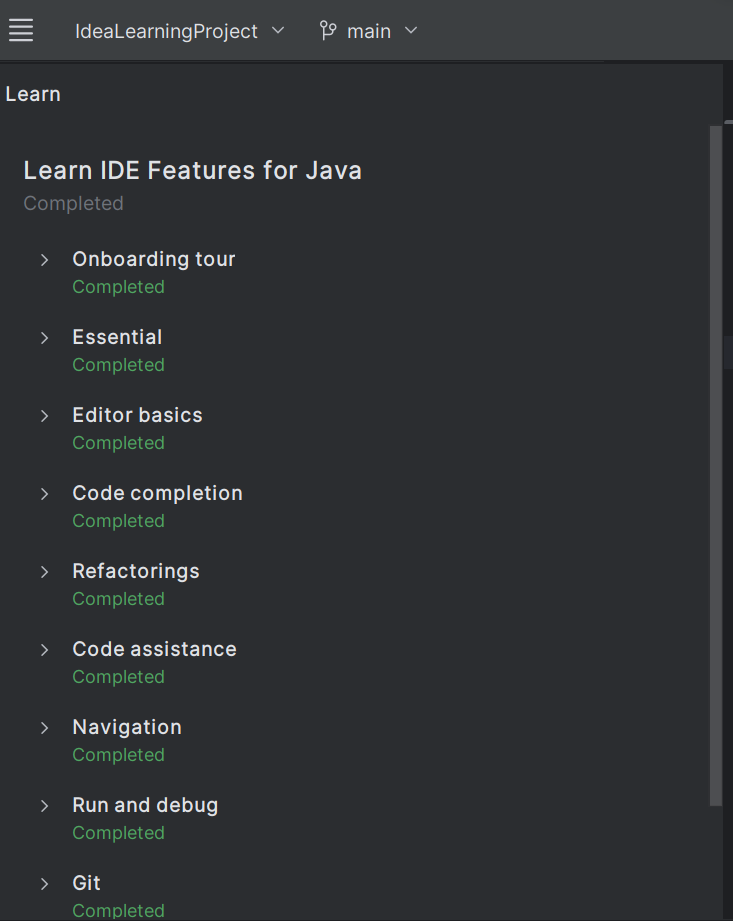 IdeaLearningProject main
Learn
Learn IDE Features for Java
Completed
Onboarding tour
Completed
Essential
Completed
Editor basics
Completed
Code completion
Completed
Refactorings
Completed
Code assistance
Completed
Navigation
Completed
Run and debug
Completed
Git
Completed